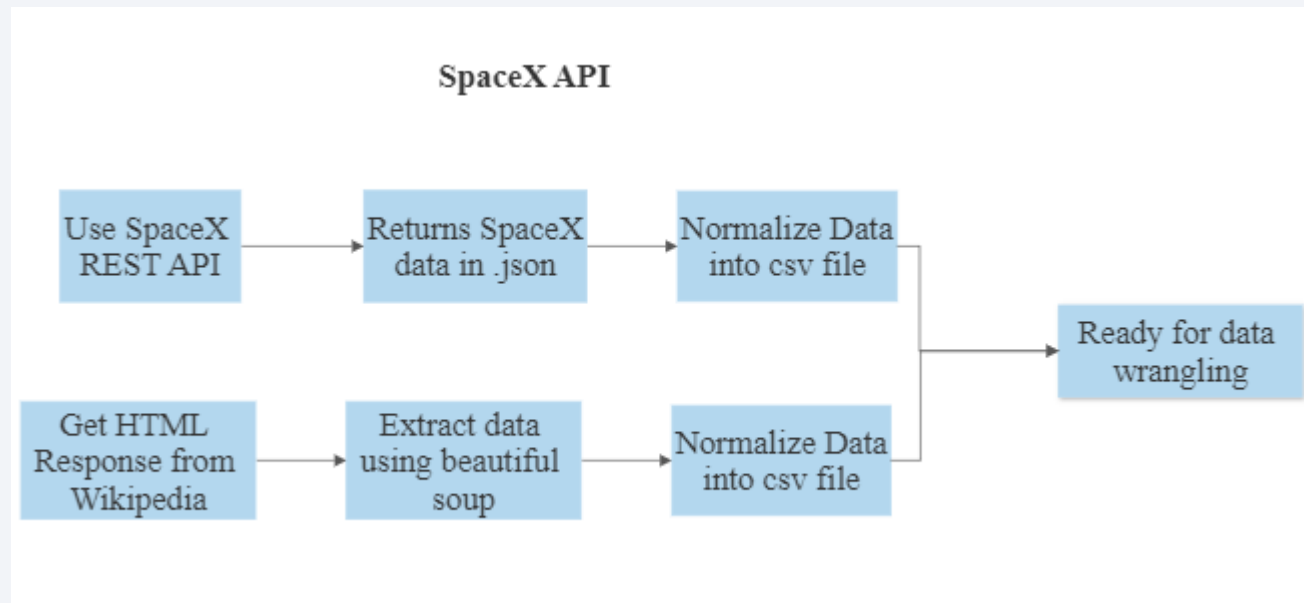 SpaceX API
Use SpaceX
REST API
Returns SpaceX
data in .json
Normalize Data
into csv file
Ready for data
wrangling
Get HTML
Response from
Wikipedia
Extract data
using beautiful
soup
Normalize Data
into csv file